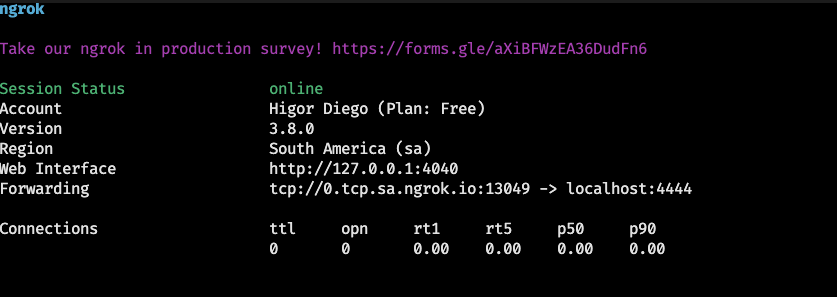 ngrok
Take our ngrok in production survey! https://forms.gle/aXiBFWzEA36DudFn6
Session Status online
Account Higor Diego (Plan: Free)
Version 3.8.0
Region South America (sa)
Web Interface http://127.0.0.1:4040
Forwarding tcp://0.tcp.sa.ngrok.io:13049 -> localhost:4444
Connections ttl opn rt1 rt5 p50 p90
0 0 0.00 0.00 0.00 0.00